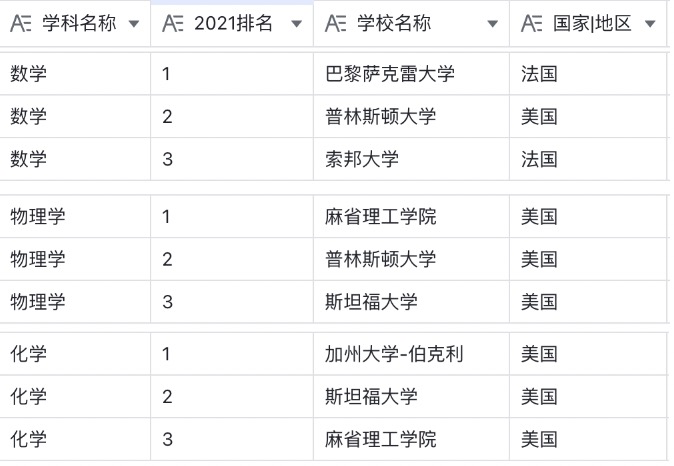 学科名称 2021排名 学校名称 国家|地区
数学 1 巴黎萨克雷大学 法国
数学 2 普林斯顿大学 美国
数学 3 索邦大学 法国
物理学 1 麻省理工学院 美国
物理学 2 普林斯顿大学 美国
物理学 3 斯坦福大学 美国
化学 1 加州大学-伯克利 美国
化学 2 斯坦福大学 美国
化学 3 麻省理工学院 美国